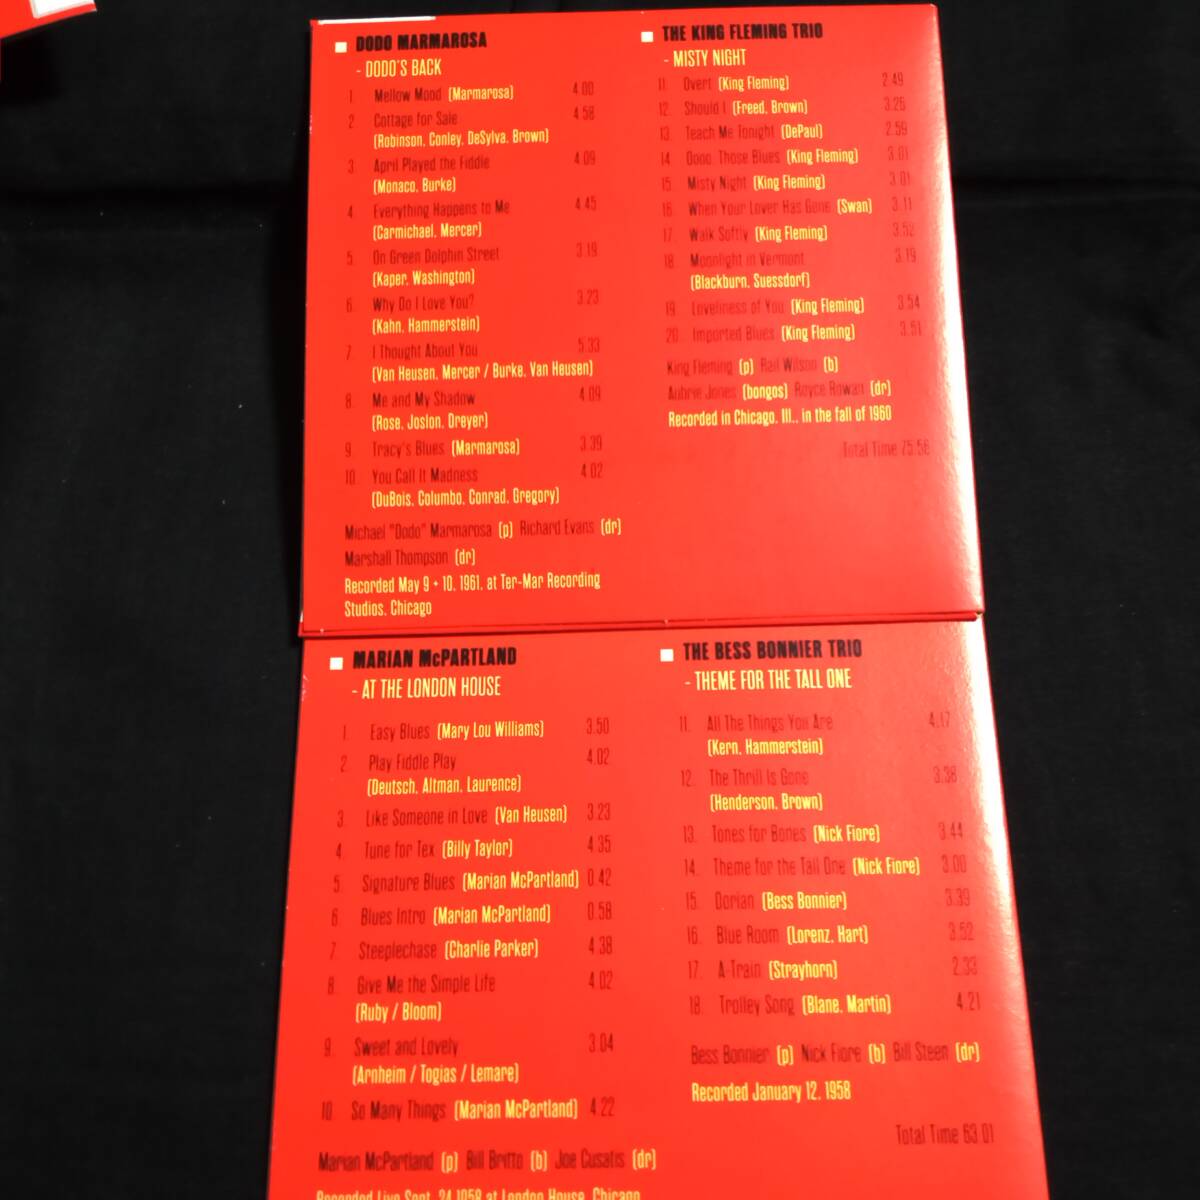 DODO MARMAROSA
- DODO'S BACK
1. Mellow Mood (Marmarosa) 4.00
2. Cottage for Sale 4.58
(Robinson, Conley, DeSylva, Brown)
3. April Played the Fiddle 4.09
(Monaco, Burke)
4. Everything Happens to Me 4.45
(Carmichael, Mercer)
5. On Green Dolphin Street 3.19
(Kaper, Washington)
6. Why Do I Love You? 3.23
(Kahn, Hammerstein)
7. I Thought About You 5.33
(Van Heusen, Mercer / Burke, Van Heusen)
8. Me and My Shadow 4.09
(Rose, Joslon, Dreyer)
9. Tracy's Blues (Marmarosa) 3.39
10. You Call It Madness 4.02
(DuBois, Columbo, Conrad, Gregory)
Michael "Dodo" Marmarosa (p) Richard Evans (dr)
Marshall Thompson (dr)
Recorded May 9 + 10, 1961, at Ter-Mar Recording
Studios, Chicago
THE KING FLEMING TRIO
- MISTY NIGHT
11. Overt (King Fleming) 2.49
12. Should I (Freed, Brown) 3.25
13. Teach Me Tonight (DePaul) 2.59
14. Oooo, Those Blues (King Fleming) 3.01
15. Misty Night (King Fleming) 3.01
16. When Your Lover Has Gone (Swan) 3.11
17. Walk Softly (King Fleming) 3.52
18. Moonlight in Vermont 3.19
(Blackburn, Suessdorf)
19. Loveliness of You (King Fleming) 3.54
20. Imported Blues (King Fleming) 3.51
King Fleming (p) Rail Wilson (b)
Aubrie Jones (bongos) Royce Rowan (dr)
Recorded in Chicago, Ill., in the fall of 1960
Total Time 75.56
MARIAN McPARTLAND
- AT THE LONDON HOUSE
1. Easy Blues (Mary Lou Williams) 3.50
2. Play Fiddle Play 4.02
(Deutsch, Altman, Laurence)
3. Like Someone in Love (Van Heusen) 3.23
4. Tune for Tex (Billy Taylor) 4.35
5. Signature Blues (Marian McPartland) 0.42
6. Blues Intro (Marian McPartland) 0.58
7. Steeplechase (Charlie Parker) 4.38
8. Give Me the Simple Life 4.02
(Ruby / Bloom)
9. Sweet and Lovely 3.04
(Arnheim / Togias / Lemare)
10. So Many Things (Marian McPartland) 4.22
Marian McPartland (p) Bill Britto (b) Joe Cusatis (dr)
Recorded Live Sept. 24 1958 at London House, Chicago
THE BESS BONNIER TRIO
- THEME FOR THE TALL ONE
11. All The Things You Are 4.17
(Kern, Hammerstein)
12. The Thrill Is Gone 3.38
(Henderson, Brown)
13. Tones for Bones (Nick Fiore) 3.44
14. Theme for the Tall One (Nick Fiore) 3.00
15. Dorian (Bess Bonnier) 3.39
16. Blue Room (Lorenz, Hart) 3.52
17. A-Train (Strayhorn) 2.33
18. Trolley Song (Blane, Martin) 4.21
Bess Bonnier (p) Nick Fiore (b) Bill Steen (dr)
Recorded January 12, 1958
Total Time 63.01